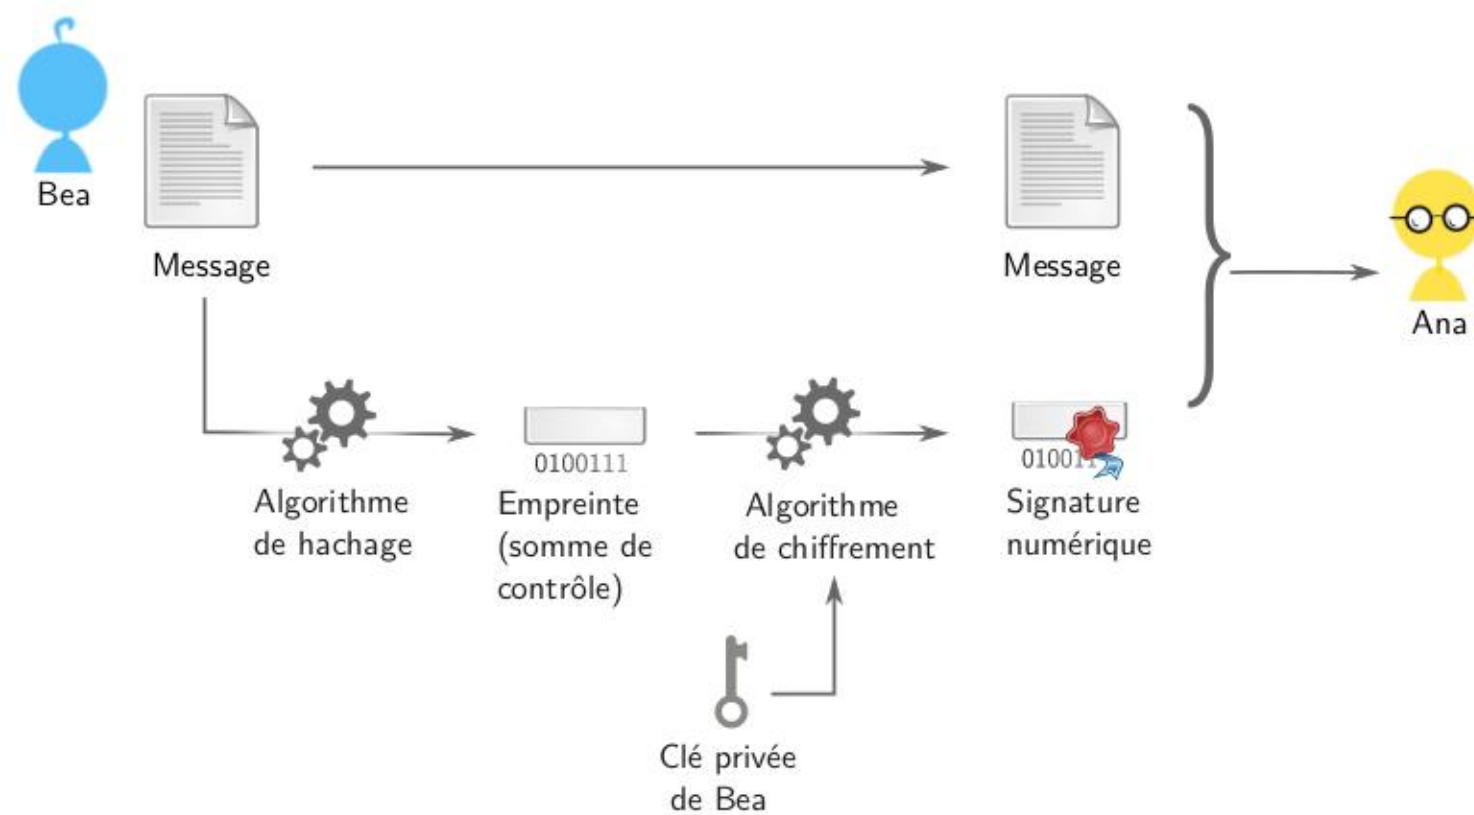 Bea
Message
Message
Ana
0100111
Algorithme
de hachage
Empreinte
(somme de
contrôle)
Algorithme
de chiffrement
Signature
numérique
Clé privée
de Bea